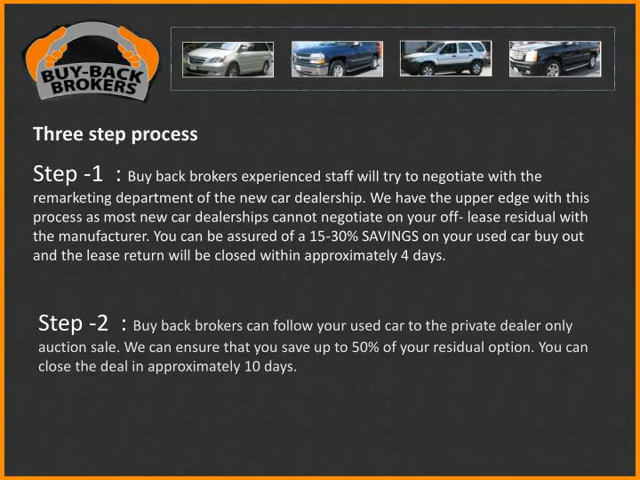 BUY-BACK
BROKERS
Three step process
Step -1 : Buy back brokers experienced staff will try to negotiate with the
remarketing department of the new car dealership. We have the upper edge with this
process as most new car dealerships cannot negotiate on your off- lease residual with
the manufacturer. You can be assured of a 15-30% SAVINGS on your used car buy out
and the lease return will be closed within approximately 4 days.
Step -2 : Buy back brokers can follow your used car to the private dealer only
auction sale. We can ensure that you save up to 50% of your residual option. You can
close the deal in approximately 10 days.